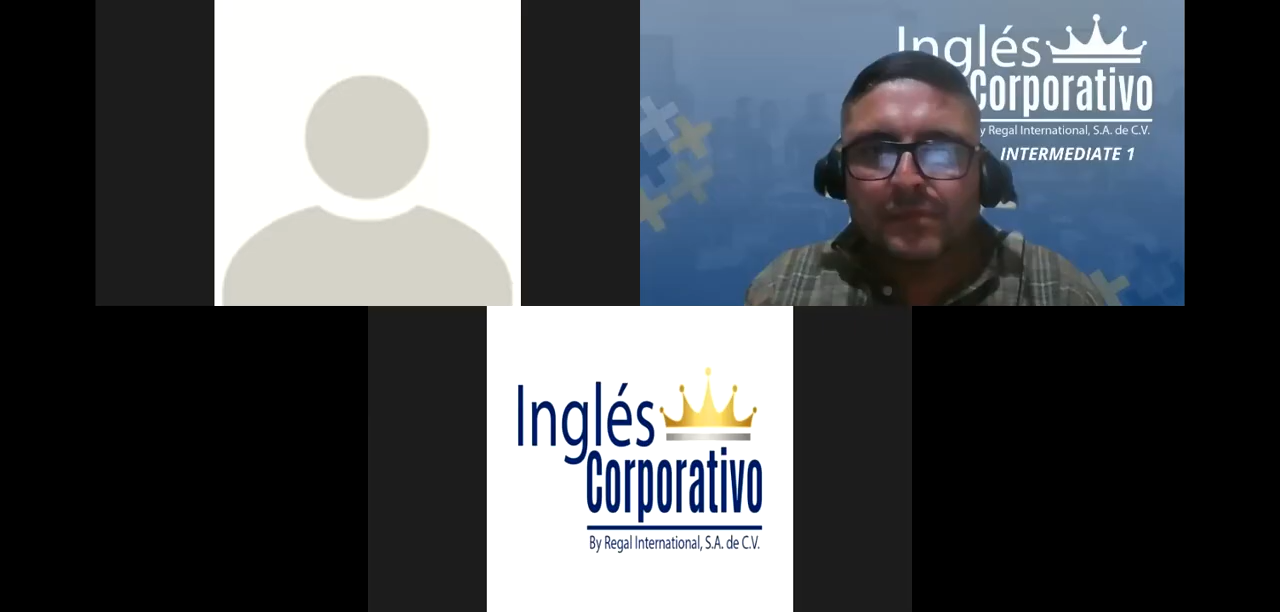 Inglés
Corporativo
By Regal International, S.A. de C.V.
INTERMEDIATE 1
Inglés
Corporativo
By Regal International, S.A. de C.V.